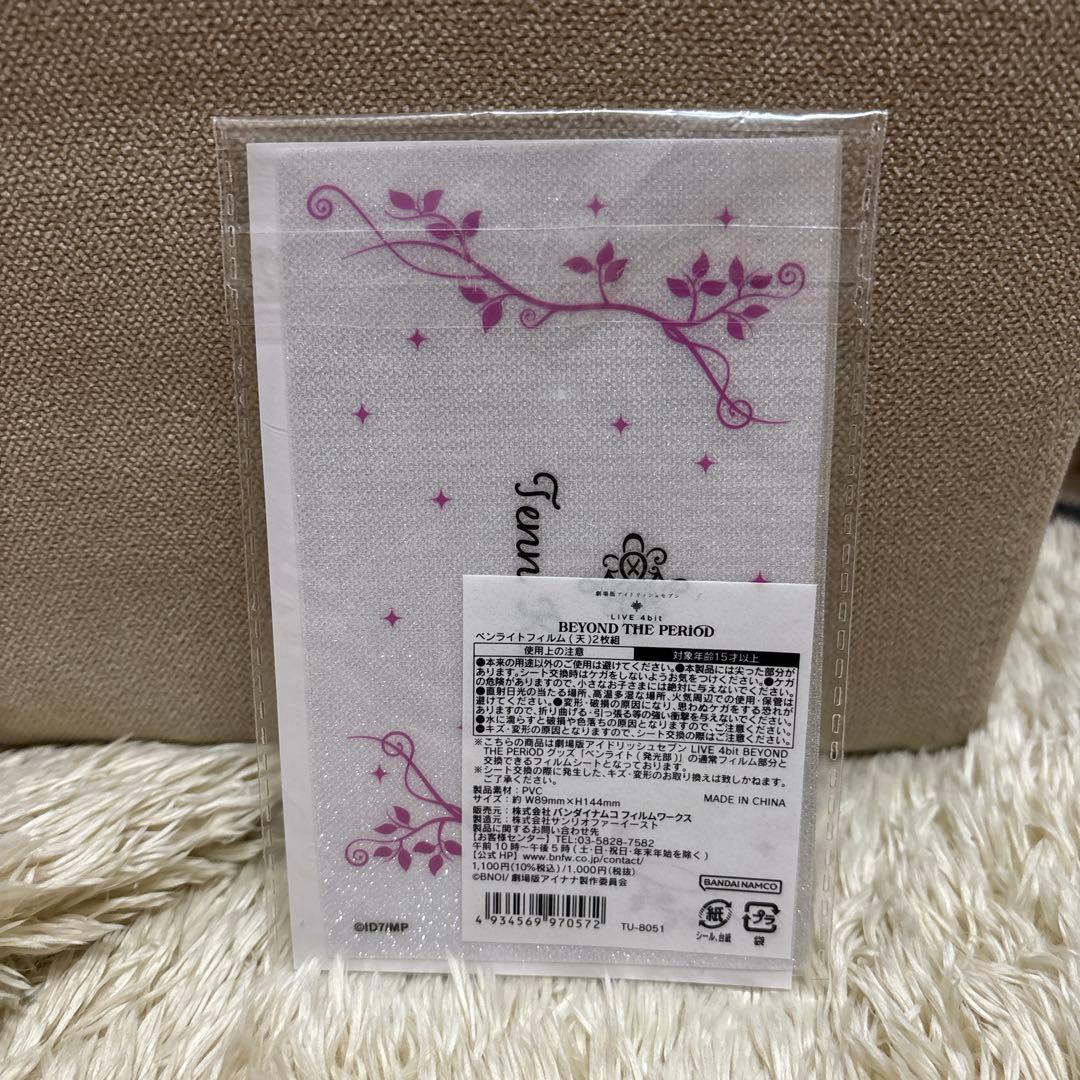 Tenn
劇場版アイドリッシュセブン
LIVE 4bit
BEYOND THE PERiOD
ペンライトフィルム(天)2枚組
使用上の注意
対象年齢15才以上
●本来の用途以外のご使用は避けてください。●本製品には尖った部分が
あります。シート交換時はケガをしないようお気をつけください。●ケガ
の危険がありますので、小さなお子さまには絶対に与えないでください。
●直射日光の当たる場所、高温多湿な場所、火気周辺での使用・保管は
避けてください。●変形・破損の原因になり、思わぬケガをする恐れが
ありますので、折り曲げる・引っ張る等の強い衝撃を与えないでください。
●水に濡らすと破損や色落ちの原因となりますので、ご注意ください。
●キズ・変形の原因となりますので、シート交換の際はご注意ください。
※こちらの商品は劇場版アイドリッシュセブン LIVE 4bit BEYOND
THE PERiOD グッズ「ペンライト(発光部)」の通常フィルム部分と
交換できるフィルムシートとなっております。
※シート交換の際に発生した、キズ・変形のお取り換えは致しかねます。
ご了承ください。
製品素材：PVC
サイズ：約 W89mm×H144mm
MADE IN CHINA
販売元：株式会社 バンダイナムコ フィルムワークス
製造元：株式会社サンリオファーイースト
製品に関するお問い合わせ先
【お客様センター】TEL:03-5828-7582
午前10時～午後5時(土・日・祝日・年末年始を除く)
【公式HP】www.bnfw.co.jp/contact/
1,100円(10%税込)/1,000円(税抜)
©BNOI/劇場版アイナナ製作委員会
BANDAI NAMCO
4 934569 970572
TU-8051
紙
シール、台紙
プラ
袋
©ID7/MP